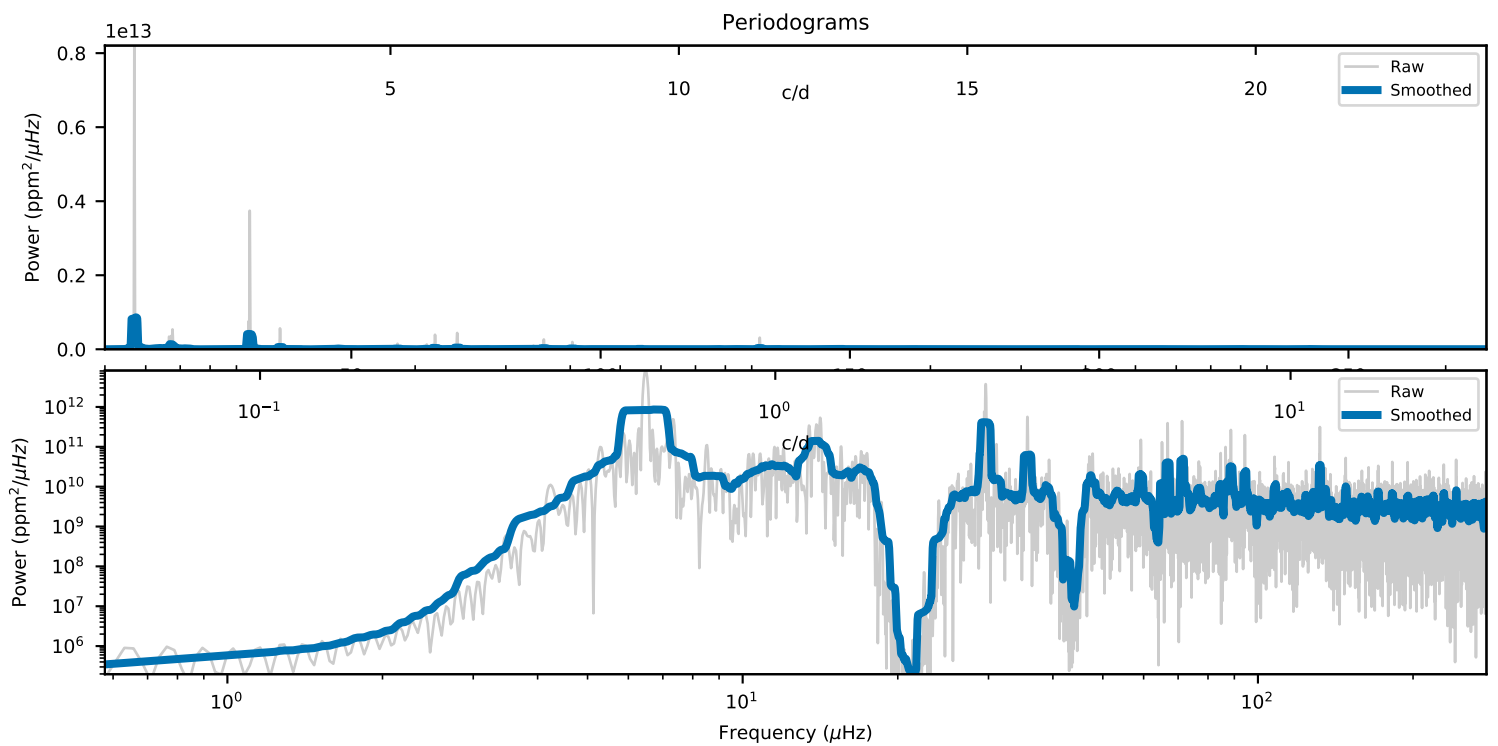 Periodograms
1e13
0.8
0.6
0.4
0.2
0.0
Power (ppm²/μHz)
5 10 15 20
c/d
Raw
Smoothed
10¹²
10¹¹
10¹⁰
10⁹
10⁸
10⁷
10⁶
Power (ppm²/μHz)
10⁻¹ 10⁰ 10¹
c/d
Raw
Smoothed
10⁰ 10¹ 10²
Frequency (μHz)